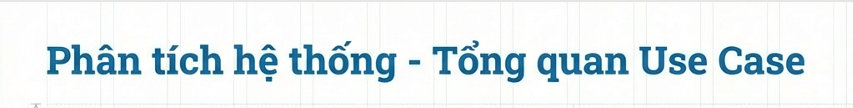 Phân tích hệ thống - Tổng quan Use Case